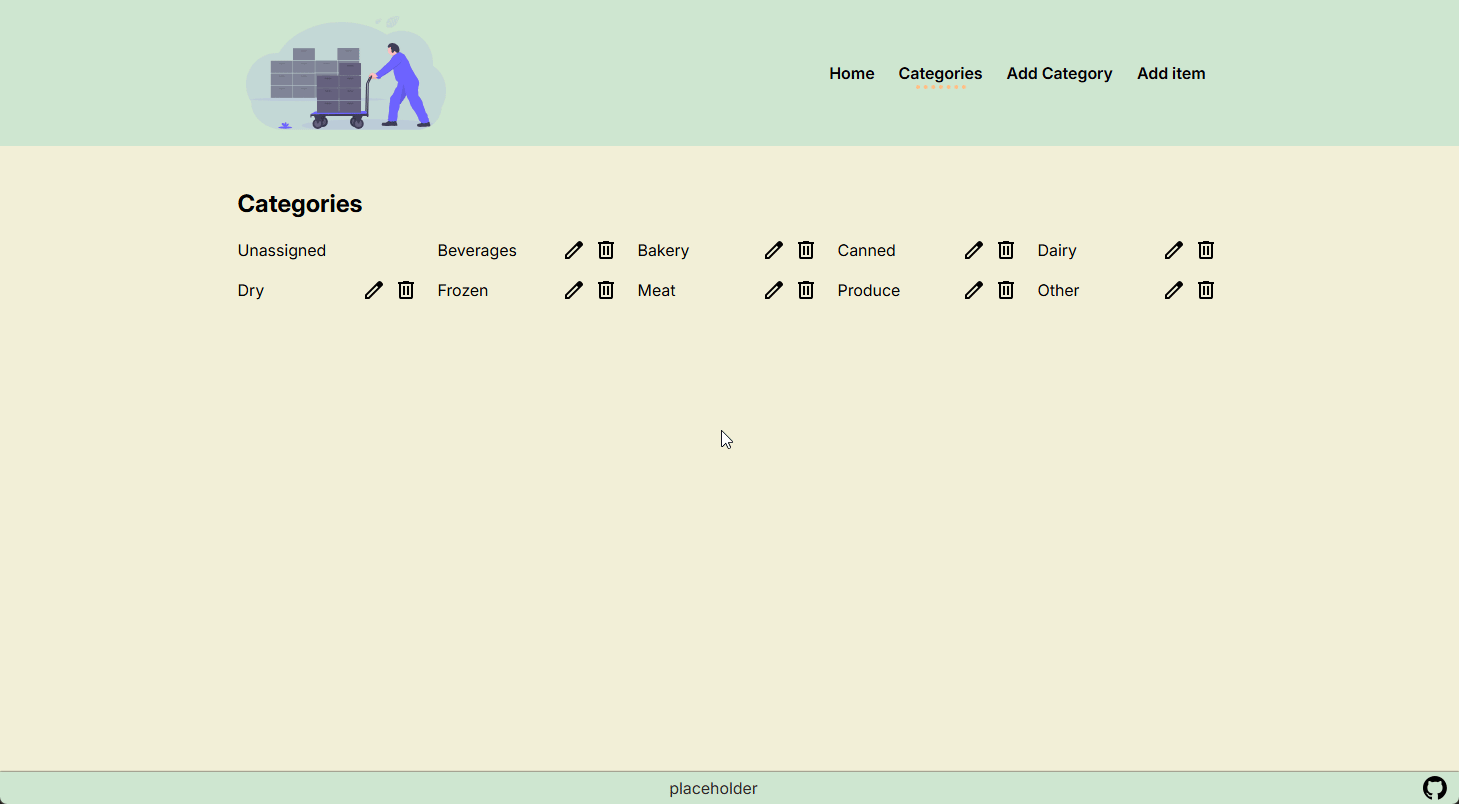 Home Categories Add Category Add item
Categories
Unassigned Beverages Bakery Canned Dairy
Dry Frozen Meat Produce Other
placeholder